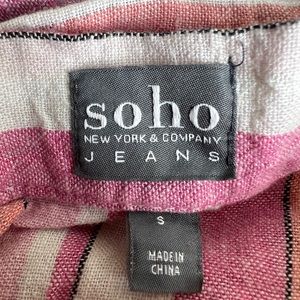 soho
NEW YORK & COMPANY
JEANS
S
MADE IN
CHINA